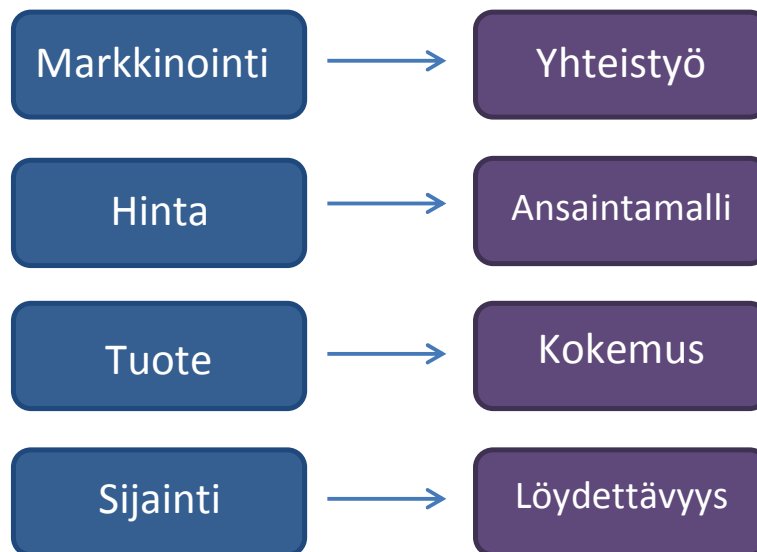 Markkinointi
Yhteistyö
Hinta
Ansaintamalli
Tuote
Kokemus
Sijainti
Löydettävyys